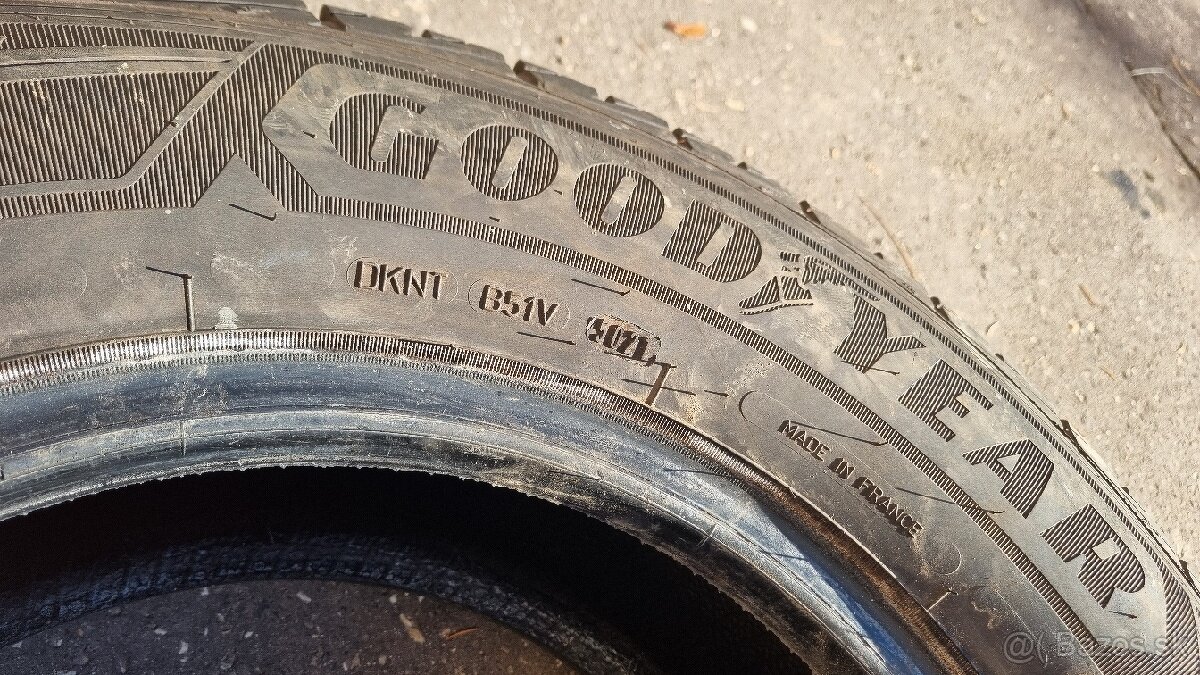 GOODYEAR
DKNT B51V
MADE IN FRANCE